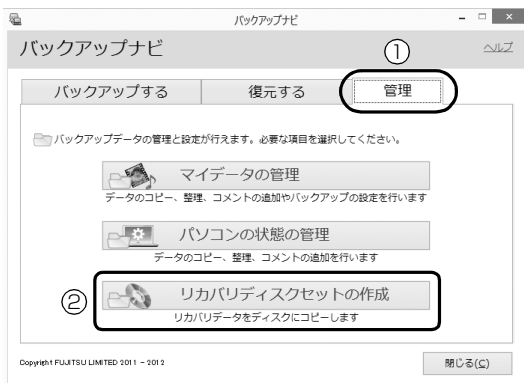 バックアップナビ
バックアップナビ
①
ヘルプ
バックアップする 復元する 管理
バックアップデータの管理と設定が行えます。必要な項目を選択してください。
マイデータの管理
データのコピー、整理、コメントの追加やバックアップの設定を行います
パソコンの状態の管理
データのコピー、整理、コメントの追加を行います
② リカバリディスクセットの作成
リカバリデータをディスクにコピーします
Copyright FUJITSU LIMITED 2011 - 2012
閉じる(C)